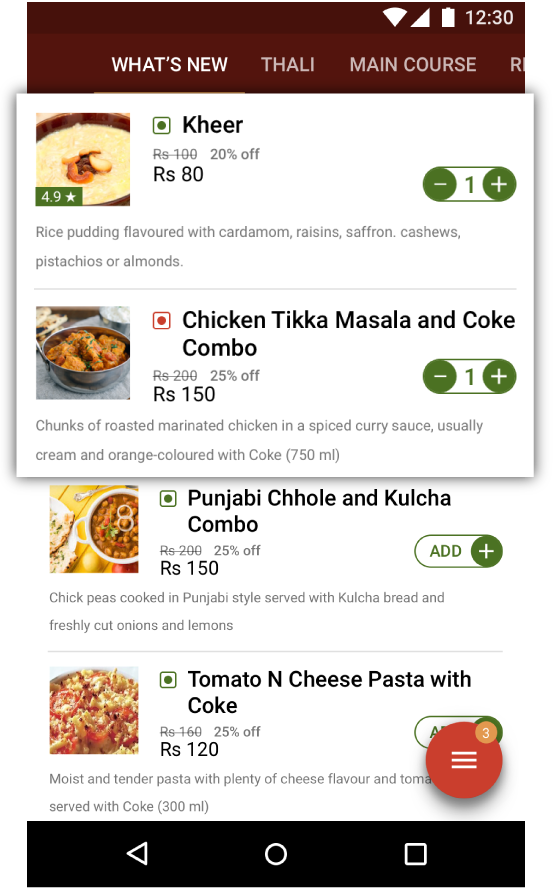 12:30
WHAT’S NEW THALI MAIN COURSE
Kheer
Rs 100 20% off
Rs 80
4.9 ★
− 1 +
Rice pudding flavoured with cardamom, raisins, saffron. cashews,
pistachios or almonds.
Chicken Tikka Masala and Coke
Combo
Rs 200 25% off
Rs 150
− 1 +
Chunks of roasted marinated chicken in a spiced curry sauce, usually
cream and orange-coloured with Coke (750 ml)
Punjabi Chhole and Kulcha
Combo
Rs 200 25% off
Rs 150
ADD +
Chick peas cooked in Punjabi style served with Kulcha bread and
freshly cut onions and lemons
Tomato N Cheese Pasta with
Coke
Rs 160 25% off
Rs 120
3
Moist and tender pasta with plenty of cheese flavour and
served with Coke (300 ml)